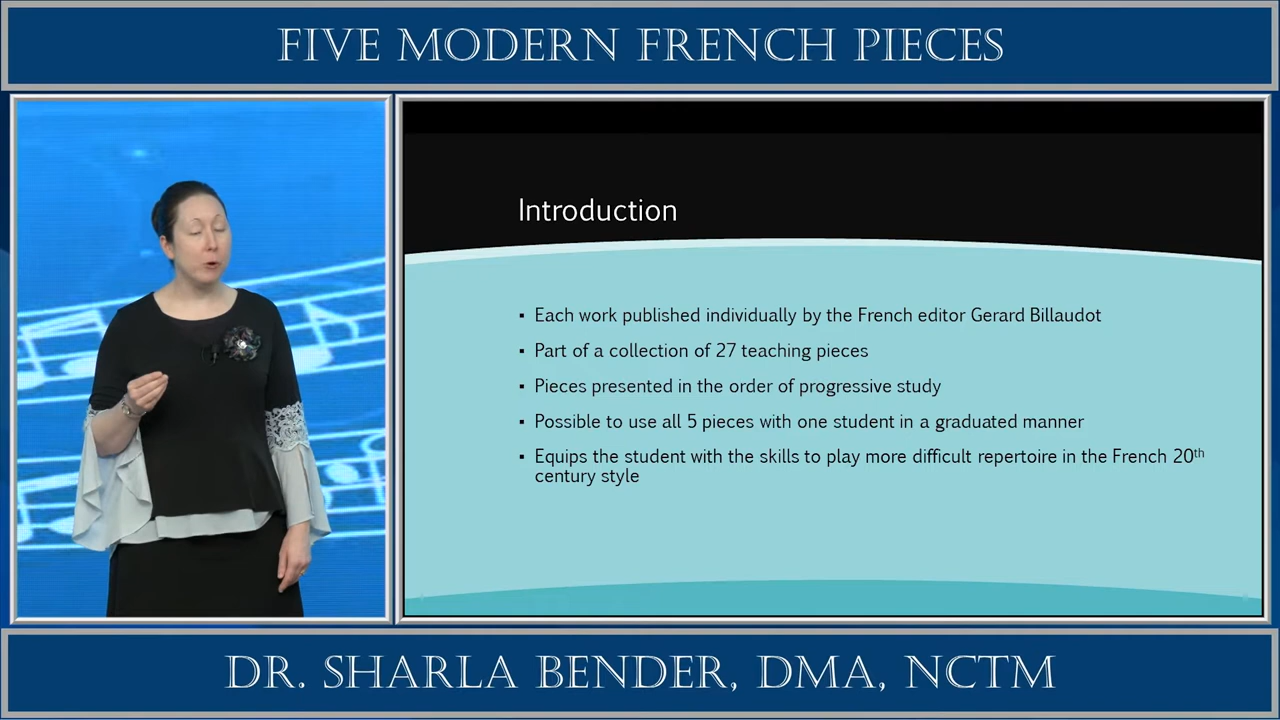 FIVE MODERN FRENCH PIECES
Introduction
▪ Each work published individually by the French editor Gerard Billaudot
▪ Part of a collection of 27 teaching pieces
▪ Pieces presented in the order of progressive study
▪ Possible to use all 5 pieces with one student in a graduated manner
▪ Equips the student with the skills to play more difficult repertoire in the French 20th
century style
DR. SHARLA BENDER, DMA, NCTM